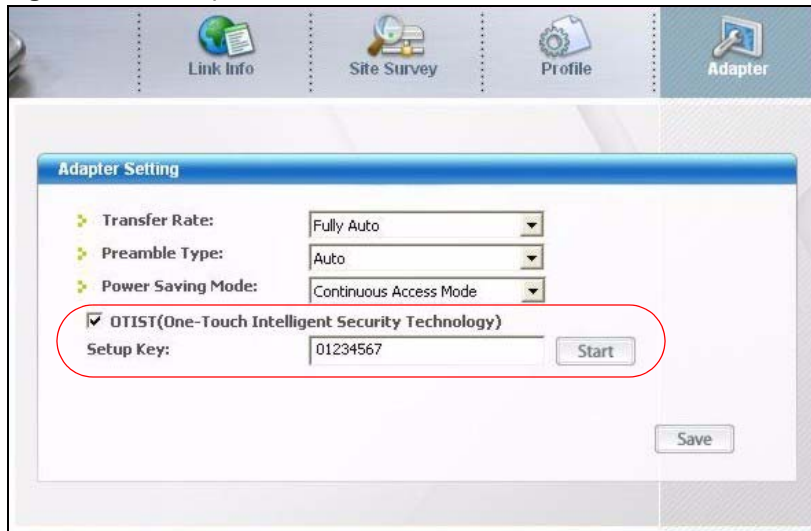 Link Info
Site Survey
Profile
Adapter
Adapter Setting
Transfer Rate: Fully Auto
Preamble Type: Auto
Power Saving Mode: Continuous Access Mode
OTIST(One-Touch Intelligent Security Technology)
Setup Key: 01234567 Start
Save